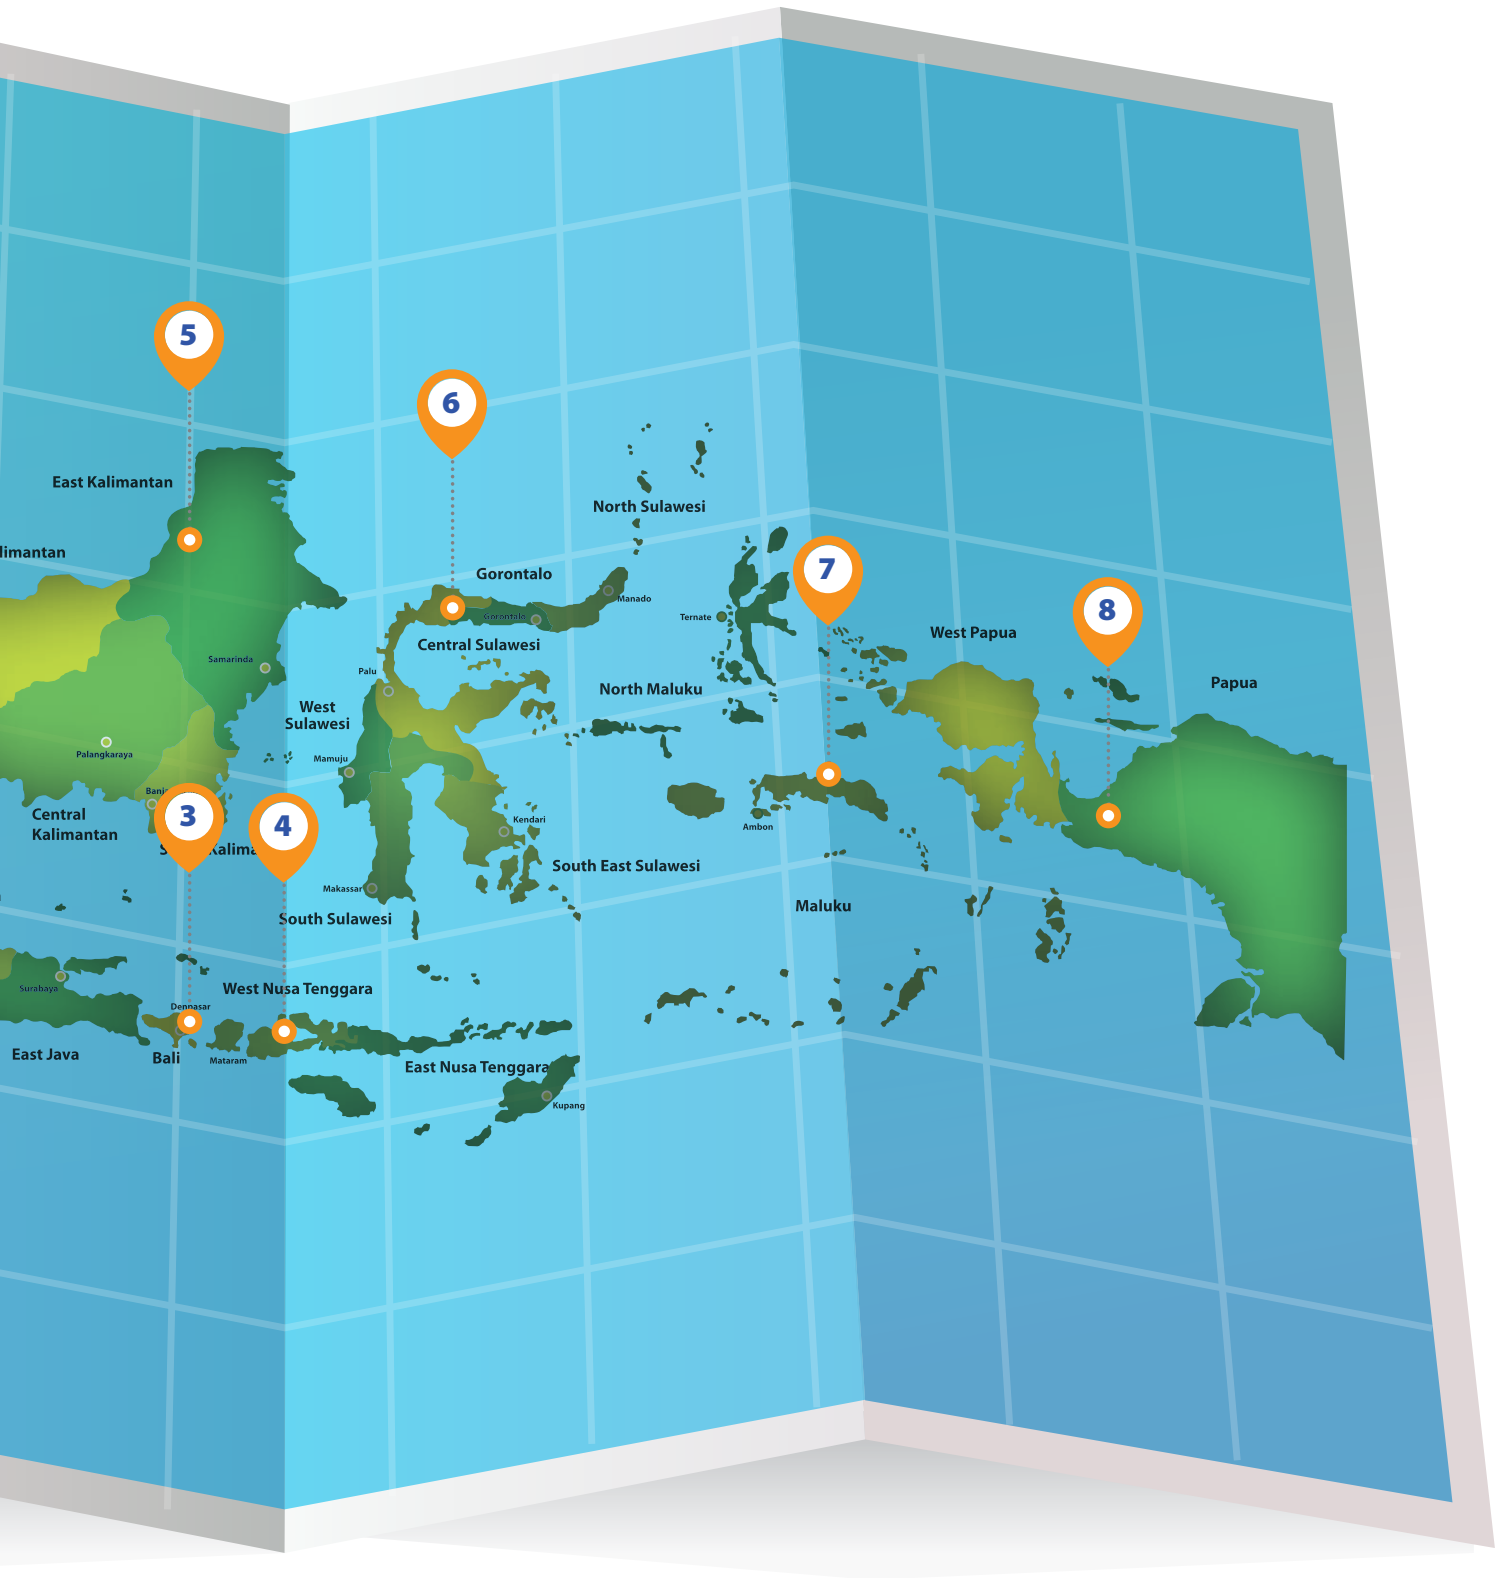 5
6
East Kalimantan
North Sulawesi
limantan
7
Gorontalo
8
Manado
Gorontalo
Ternate
West Papua
Central Sulawesi
Samarinda
Palu
Papua
North Maluku
West
Sulawesi
Palangkaraya
Mamuju
Banj
3
4
Central
Kalimantan
Kendari
Ambon
S
Kalima
South East Sulawesi
Makassar
Maluku
South Sulawesi
Surabaya
West Nusa Tenggara
Denpasar
East Java
Bali
Mataram
East Nusa Tenggara
Kupang